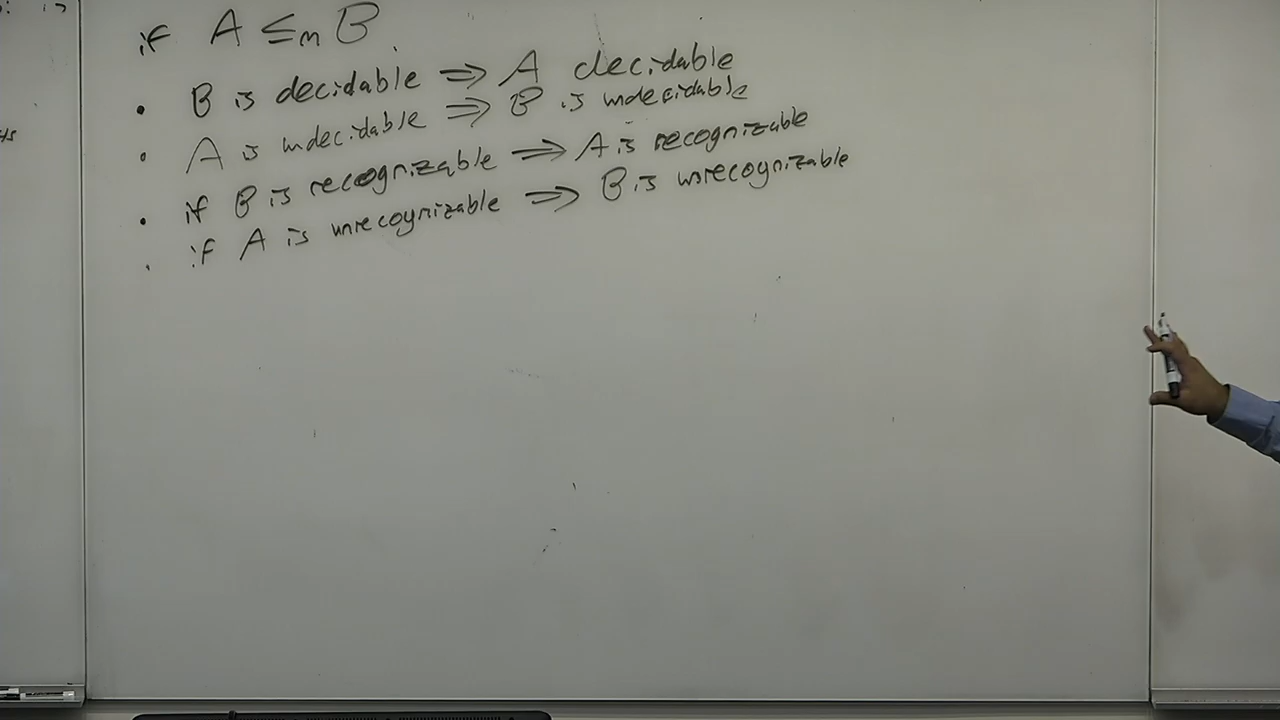 if A ≤m B
• B is decidable ⇒ A decidable
• A is undecidable ⇒ B is undecidable
• if B is recognizable ⇒ A is recognizable
• if A is unrecognizable ⇒ B is unrecognizable